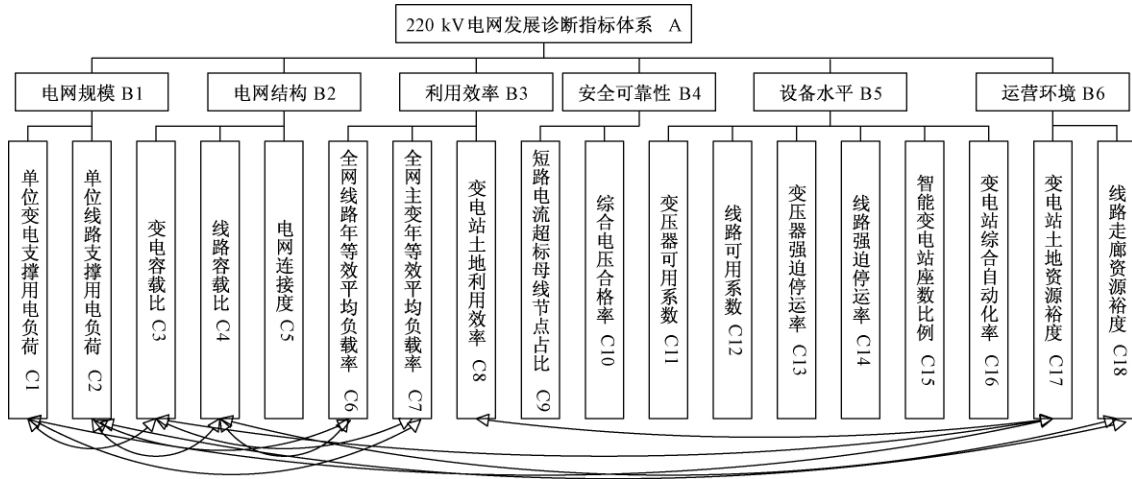 220 kV电网发展诊断指标体系 A
电网规模 B1
电网结构 B2
利用效率 B3
安全可靠性 B4
设备水平 B5
运营环境 B6
单位变电支撑用电负荷 C1
单位线路支撑用电负荷 C2
变电容载比 C3
线路容载比 C4
电网连接度 C5
全网线路年等效平均负载率 C6
全网主变年等效平均负载率 C7
变电站土地利用效率 C8
短路电流超标母线节点占比 C9
综合电压合格率 C10
变压器可用系数 C11
线路可用系数 C12
变压器强迫停运率 C13
线路强迫停运率 C14
智能变电站座数比例 C15
变电站综合自动化率 C16
变电站土地资源裕度 C17
线路走廊资源裕度 C18